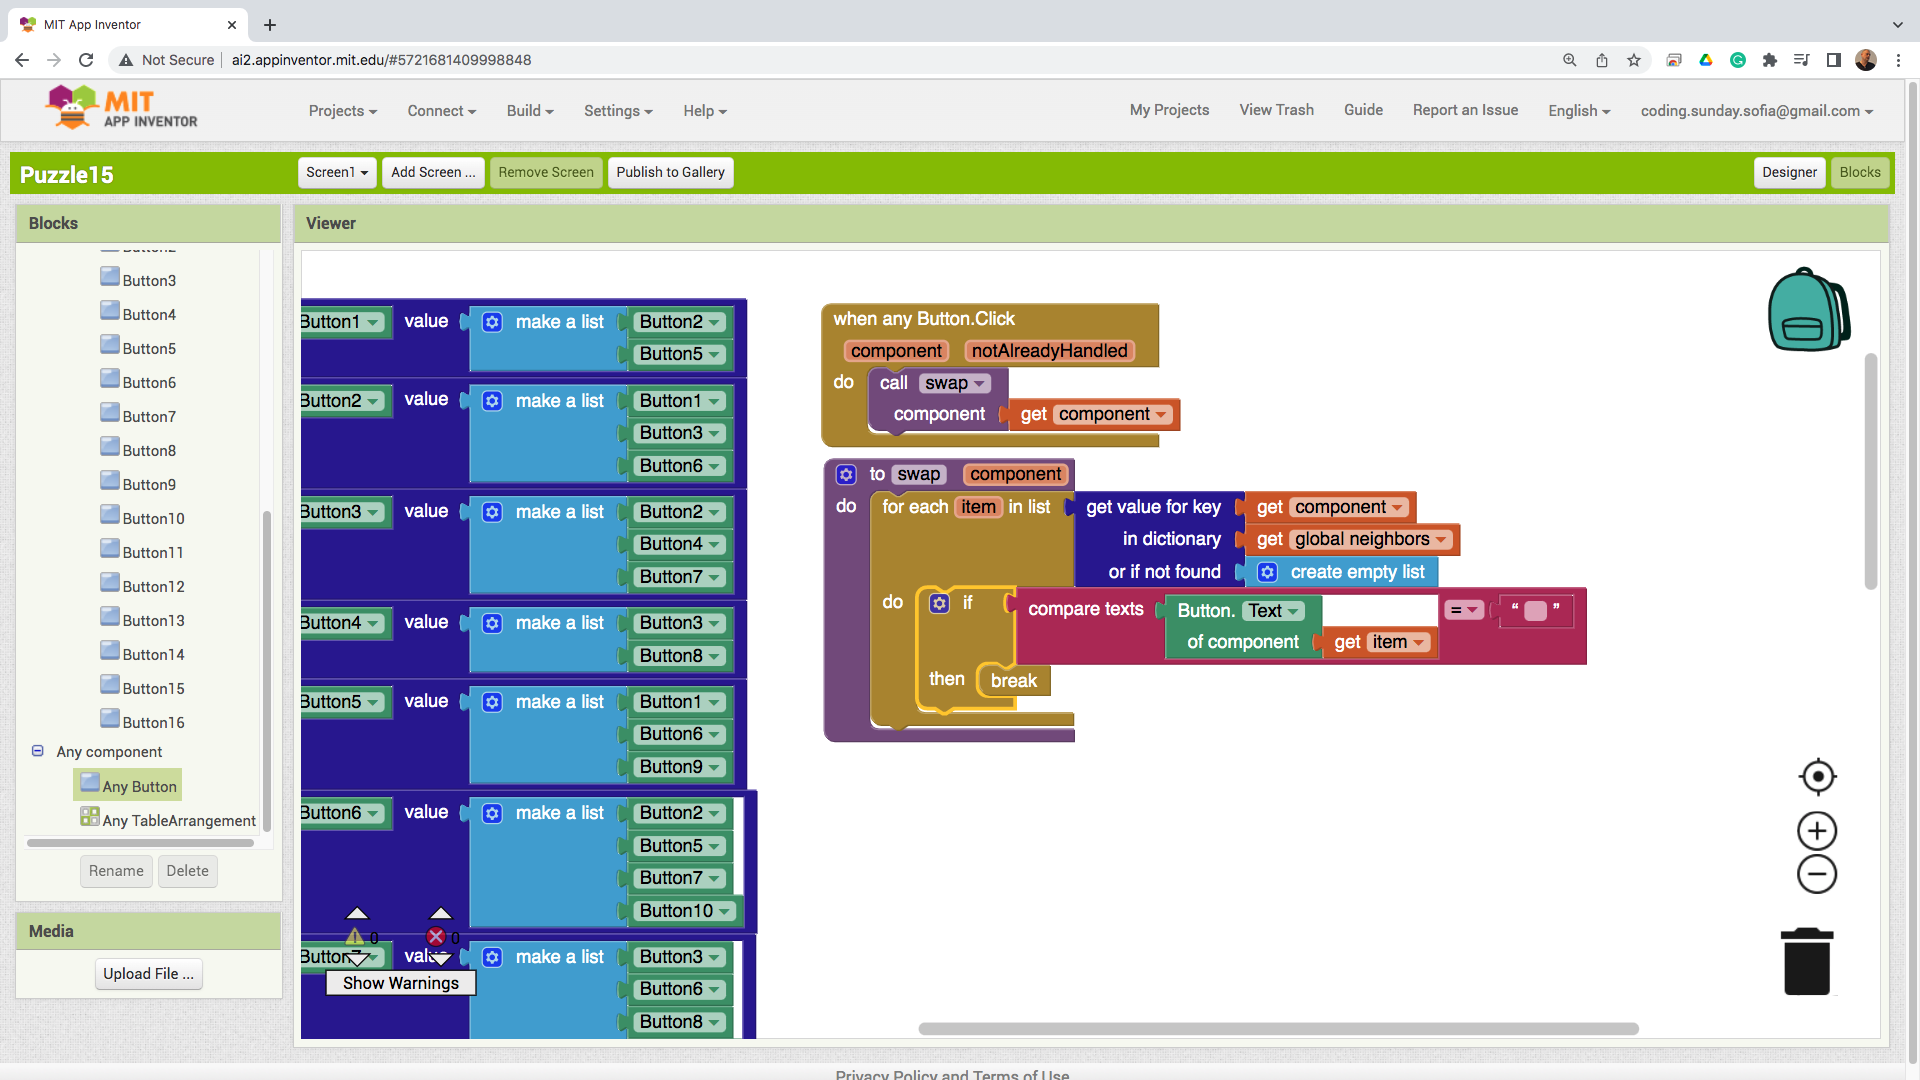 MIT App Inventor
Not Secure
ai2.appinventor.mit.edu/#5721681409998848
MIT
APP INVENTOR
Projects
Connect
Build
Settings
Help
My Projects
View Trash
Guide
Report an Issue
English
coding.sunday.sofia@gmail.com
Puzzle15
Screen1
Add Screen ...
Remove Screen
Publish to Gallery
Designer
Blocks
Blocks
Button2
Button3
Button4
Button5
Button6
Button7
Button8
Button9
Button10
Button11
Button12
Button13
Button14
Button15
Button16
Any component
Any Button
Any TableArrangement
Rename
Delete
Media
Upload File ...
Viewer
Button1 value make a list Button2
Button5
Button2 value make a list Button1
Button3
Button6
Button3 value make a list Button2
Button4
Button7
Button4 value make a list Button3
Button8
Button5 value make a list Button1
Button6
Button9
Button6 value make a list Button2
Button5
Button7
Button10
Button7 value make a list Button3
Button6
Button8
0 0
Show Warnings
when any Button.Click
component notAlreadyHandled
do call swap
component get component
to swap component
do for each item in list get value for key get component
in dictionary get global neighbors
or if not found create empty list
do if compare texts Button. Text = “ ”
of component get item
then break
Privacy Policy and Terms of Use